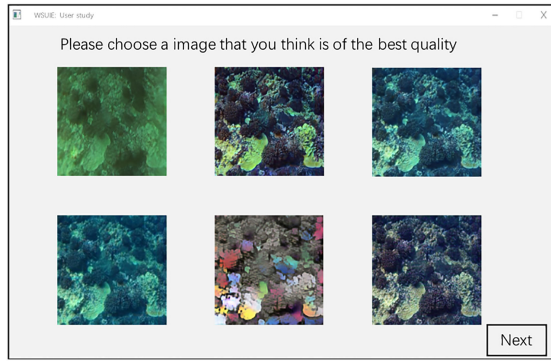 WSUIE: User study
Please choose a image that you think is of the best quality
Next